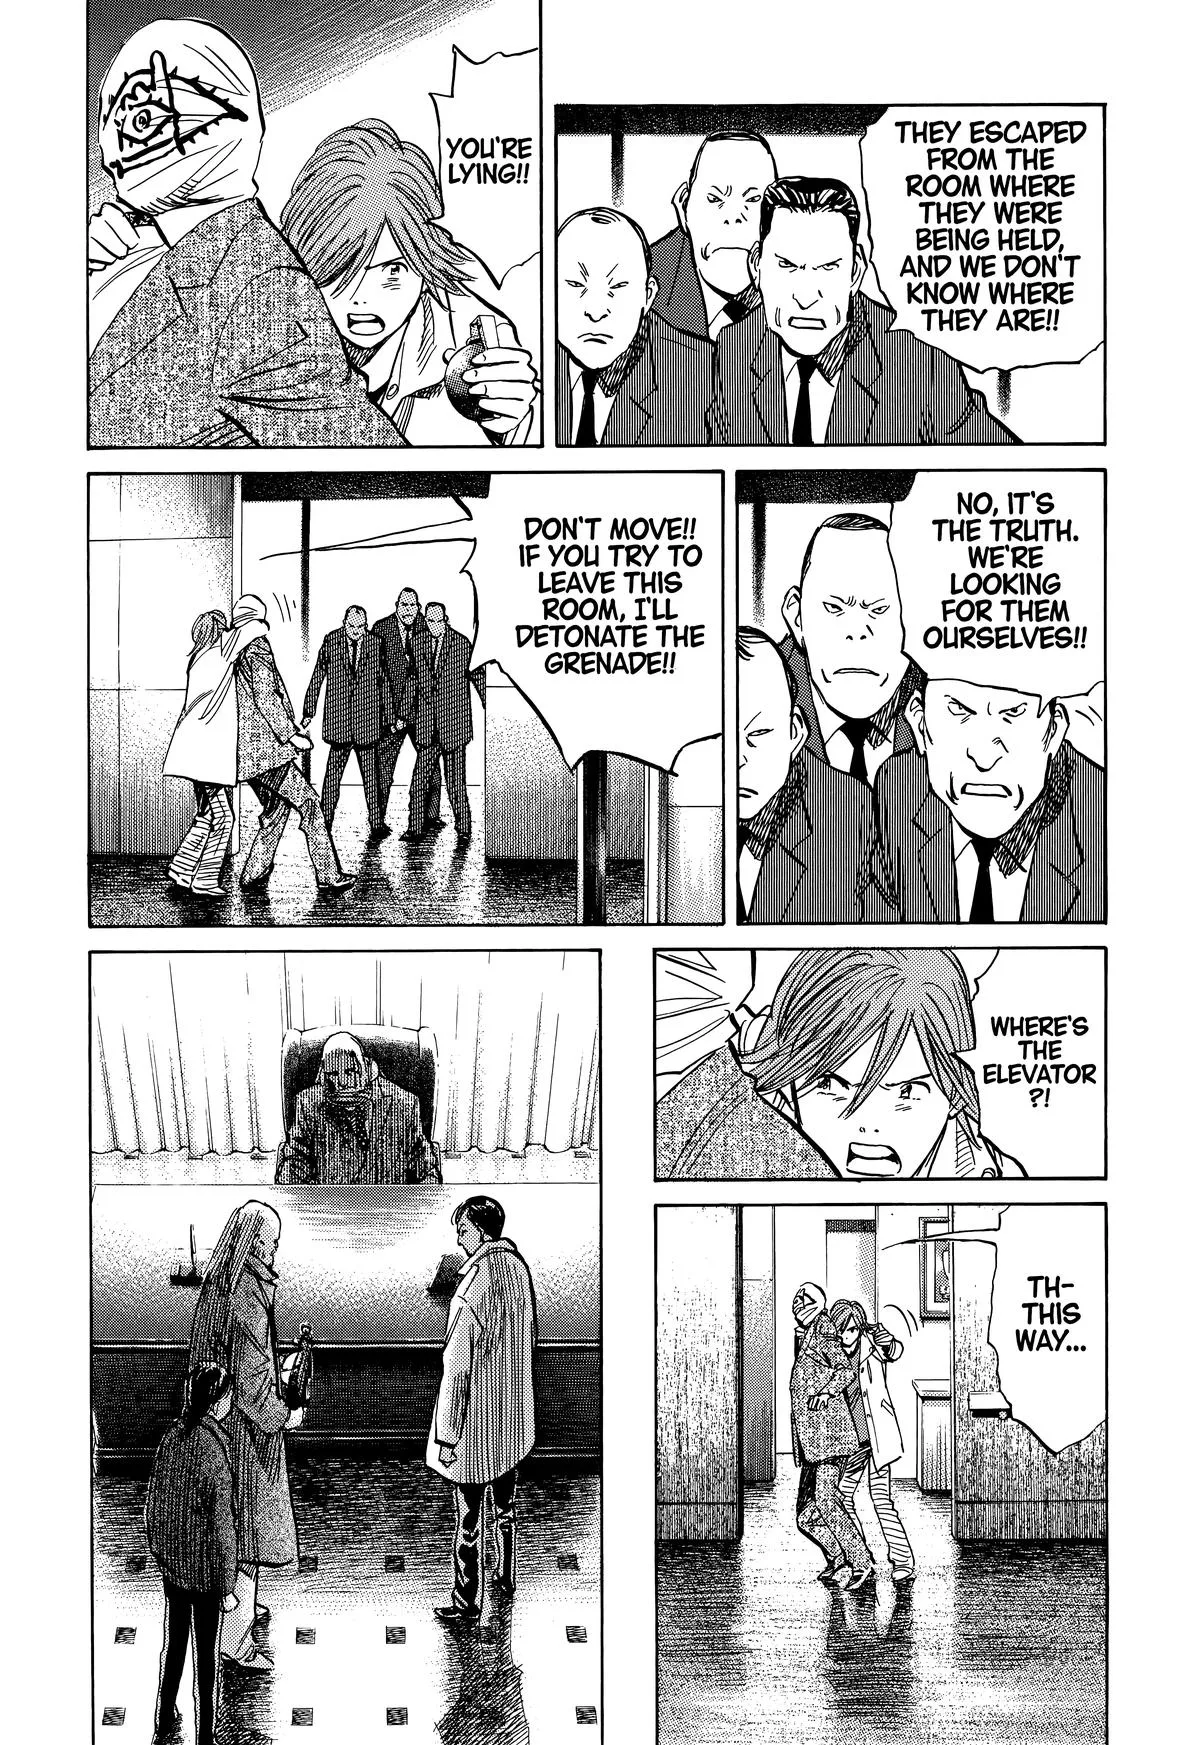 THEY ESCAPED
FROM THE
ROOM WHERE
THEY WERE
BEING HELD,
AND WE DON'T
KNOW WHERE
THEY ARE!!
YOU'RE
LYING!!
NO, IT'S
THE TRUTH.
WE'RE
LOOKING
FOR THEM
OURSELVES!!
DON'T MOVE!!
IF YOU TRY TO
LEAVE THIS
ROOM, I'LL
DETONATE THE
GRENADE!!
WHERE'S
THE
ELEVATOR
?!
TH-
THIS
WAY...